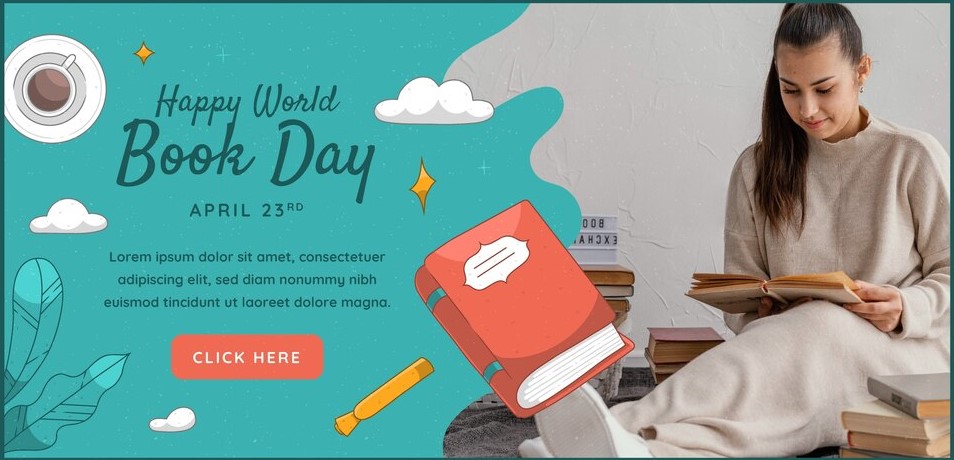 Happy World
Book Day
APRIL 23RD
Lorem ipsum dolor sit amet, consectetuer
adipiscing elit, sed diam nonummy nibh
euismod tincidunt ut laoreet dolore magna.
CLICK HERE
BOO
EXCHA